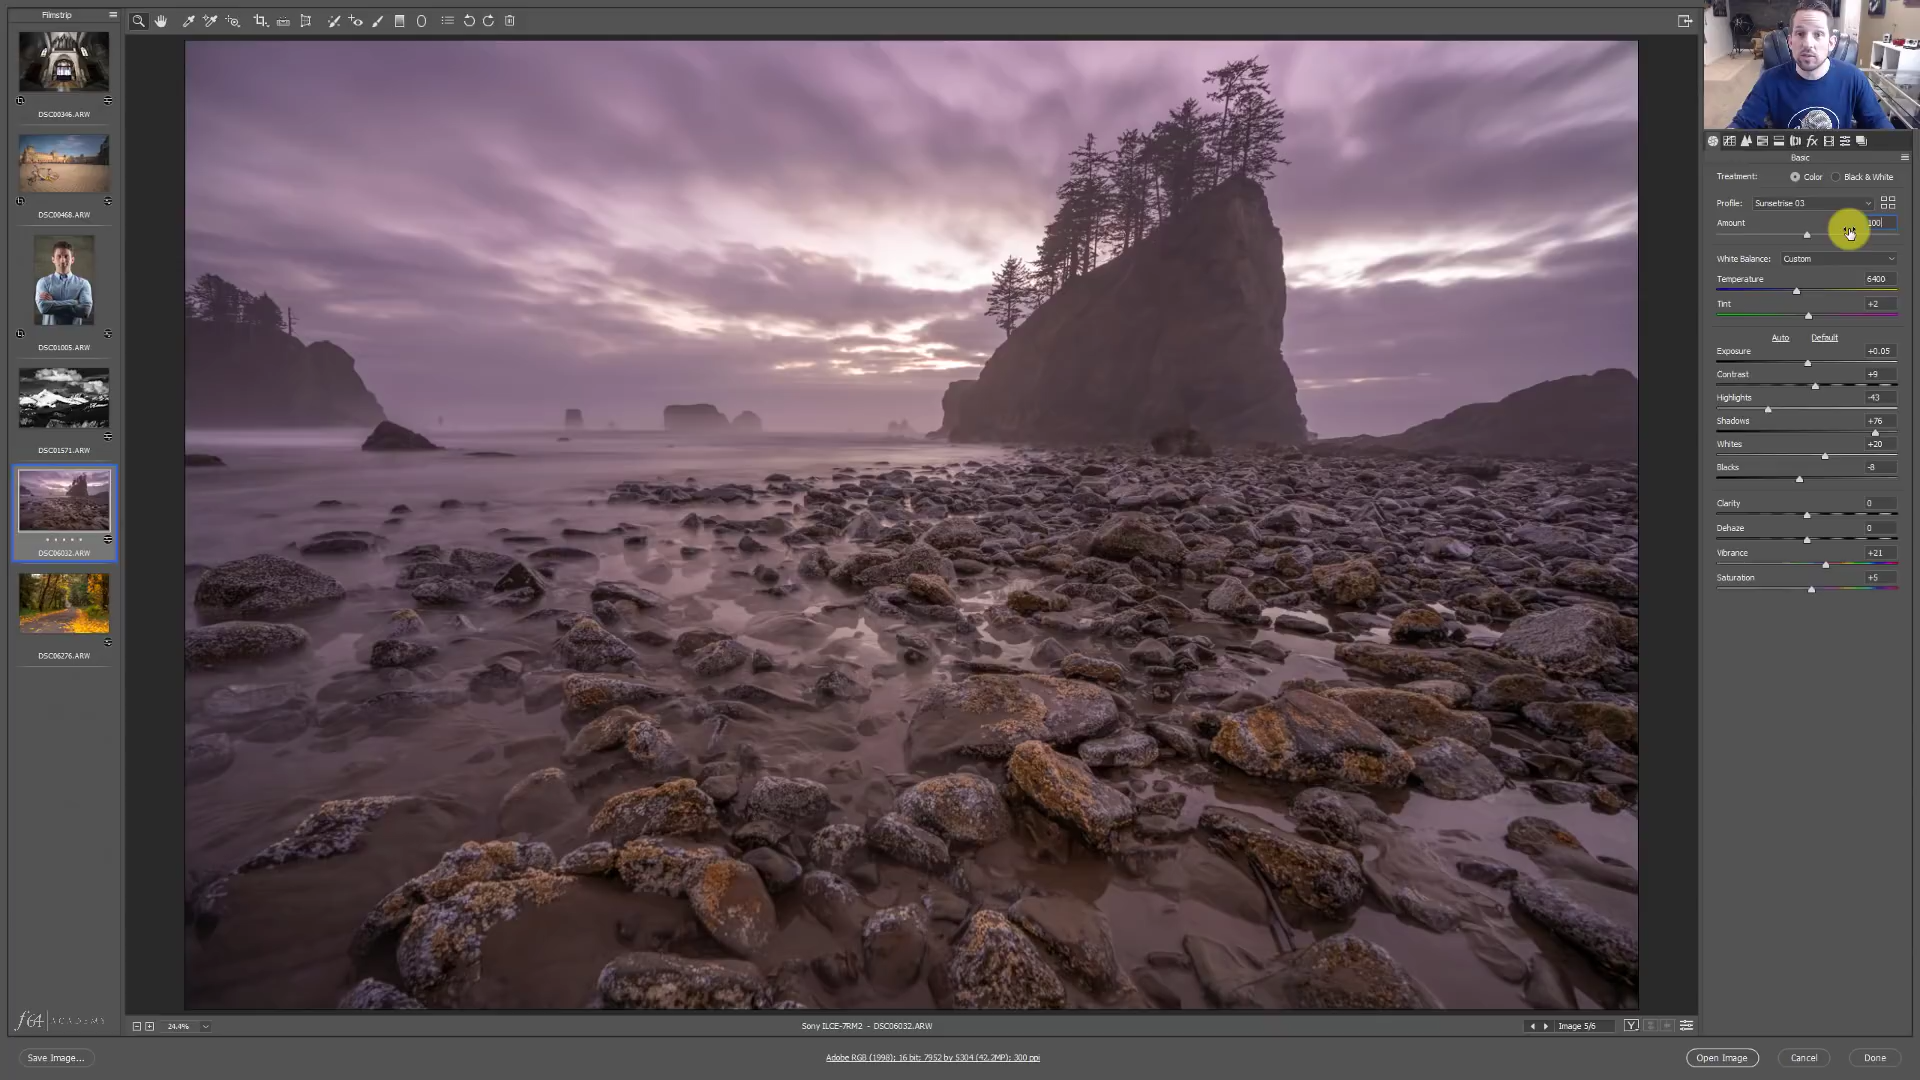 Filmstrip
DSC00346.ARW
DSC00468.ARW
DSC01005.ARW
DSC01571.ARW
DSC06032.ARW
DSC06276.ARW
f64 ACADEMY
Save Image...
24.4%
Sony ILCE-7RM2 - DSC06032.ARW
Image 5/6
Y
Adobe RGB (1998); 16 bit; 7952 by 5304 (42.2MP); 300 ppi
fx
Basic
Treatment: Color Black & White
Profile: Sunsetrise 03
Amount 100
White Balance: Custom
Temperature 6400
Tint +2
Auto Default
Exposure +0.05
Contrast +9
Highlights -43
Shadows +76
Whites +20
Blacks -8
Clarity 0
Dehaze 0
Vibrance +21
Saturation +5
Open Image Cancel Done